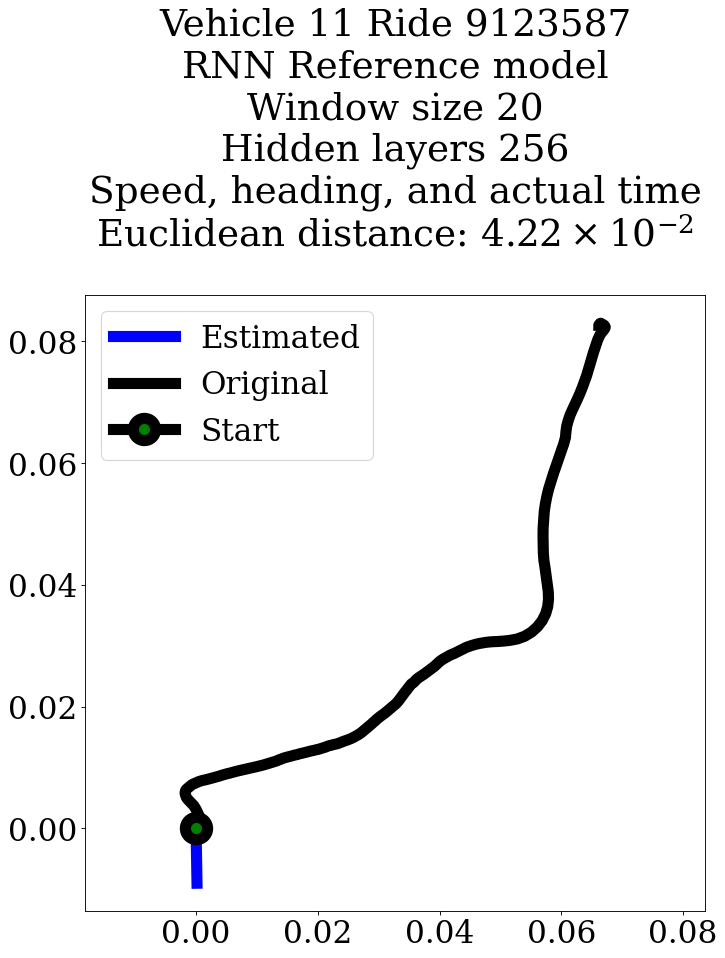 Vehicle 11 Ride 9123587
RNN Reference model
Window size 20
Hidden layers 256
Speed, heading, and actual time
Euclidean distance: 4.22 × 10⁻²
Estimated
Original
Start
0.08
0.06
0.04
0.02
0.00
0.00 0.02 0.04 0.06 0.08